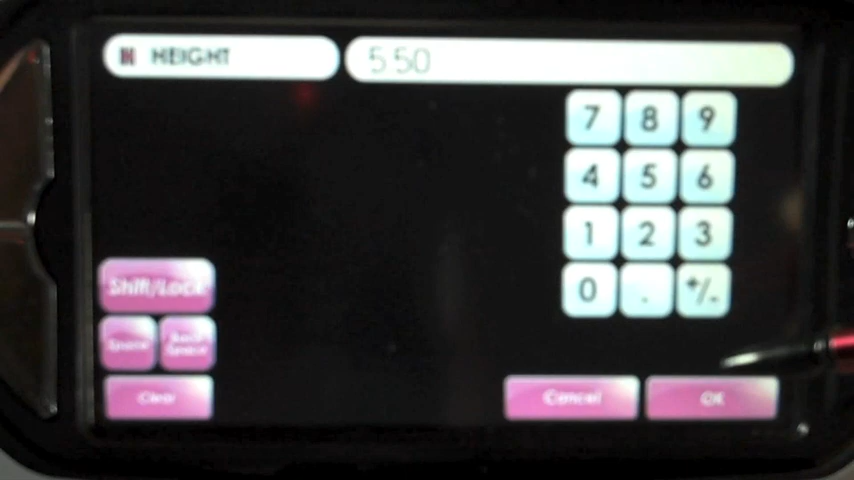 H HEIGHT 5.50
7 8 9
4 5 6
1 2 3
Shift/Lock 0 . +/-
Space Back Space
Clear Cancel OK